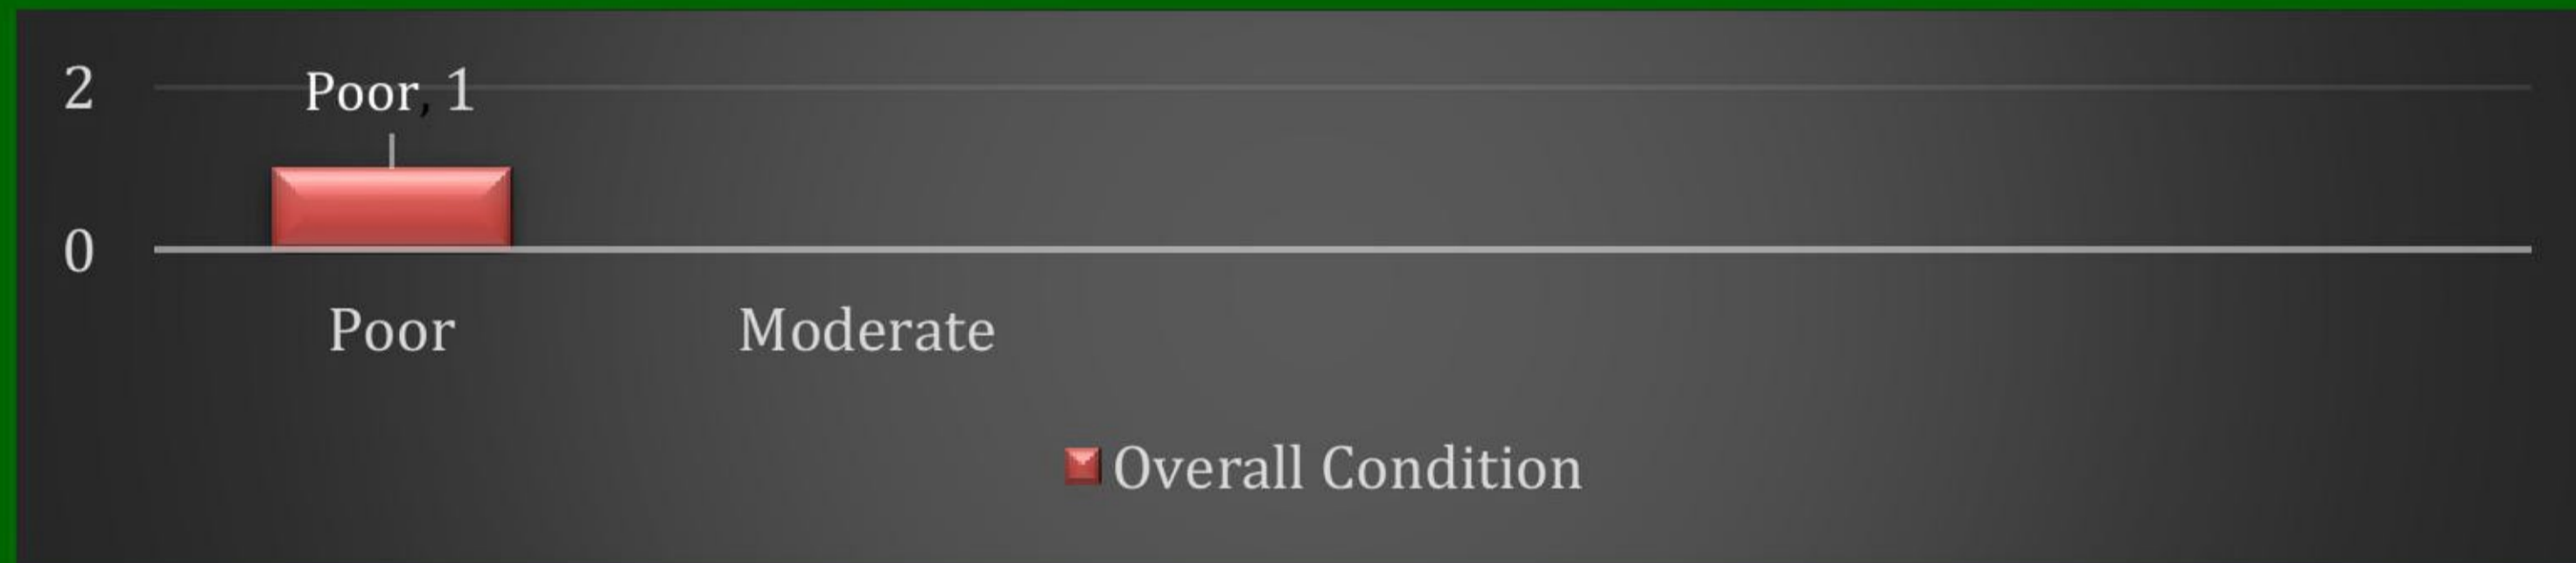 2
Poor, 1
0
Poor
Moderate
Overall Condition